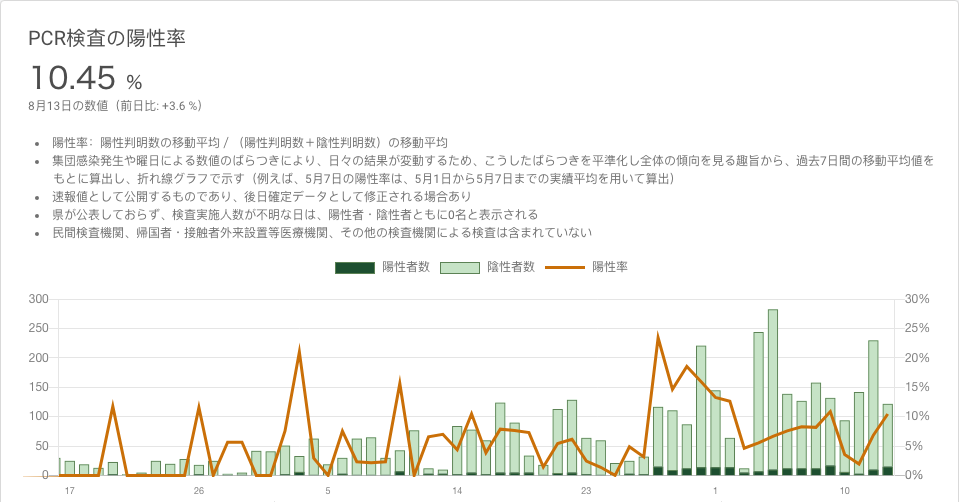 PCR検査の陽性率
10.45 %
8月13日の数値（前日比: +3.6 %）
陽性率：陽性判明数の移動平均 / （陽性判明数＋陰性判明数）の移動平均
集団感染発生や曜日による数値のばらつきにより、日々の結果が変動するため、こうしたばらつきを平準化し全体の傾向を見る趣旨から、過去7日間の移動平均値を
もとに算出し、折れ線グラフで示す（例えば、5月7日の陽性率は、5月1日から5月7日までの実績平均を用いて算出）
速報値として公開するものであり、後日確定データとして修正される場合あり
県が公表しておらず、検査実施人数が不明な日は、陽性者・陰性者ともに0名と表示される
民間検査機関、帰国者・接触者外来設置等医療機関、その他の検査機関による検査は含まれていない
陽性者数 陰性者数 陽性率
300 30%
250 25%
200 20%
150 15%
100 10%
50 5%
0 0%
17 26 5 14 23 1 10